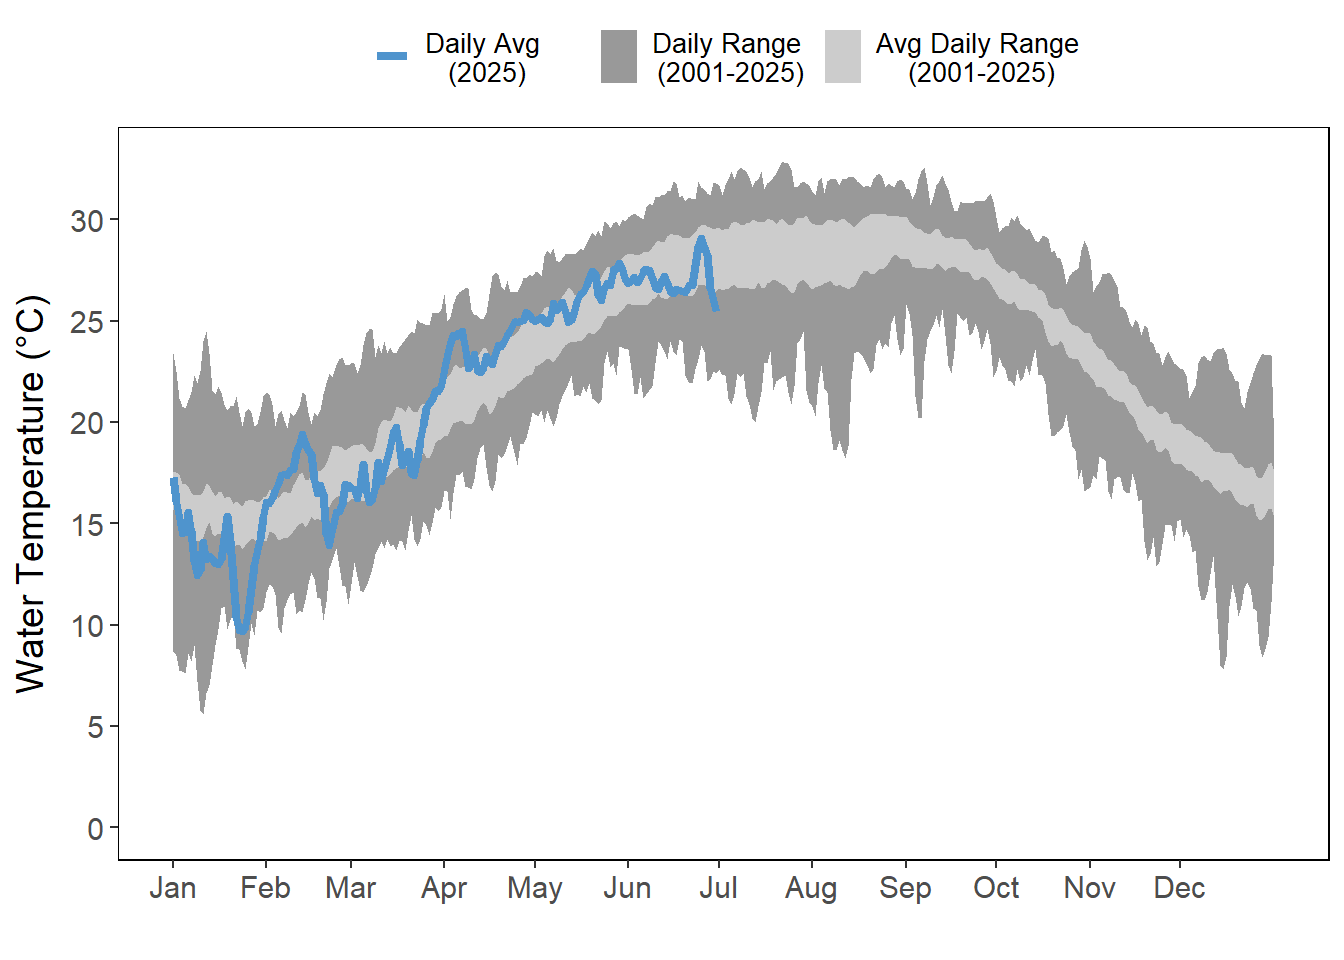 Daily Avg
(2025)
Daily Range
(2001-2025)
Avg Daily Range
(2001-2025)
Water Temperature (°C)
30
25
20
15
10
5
0
Jan Feb Mar Apr May Jun Jul Aug Sep Oct Nov Dec